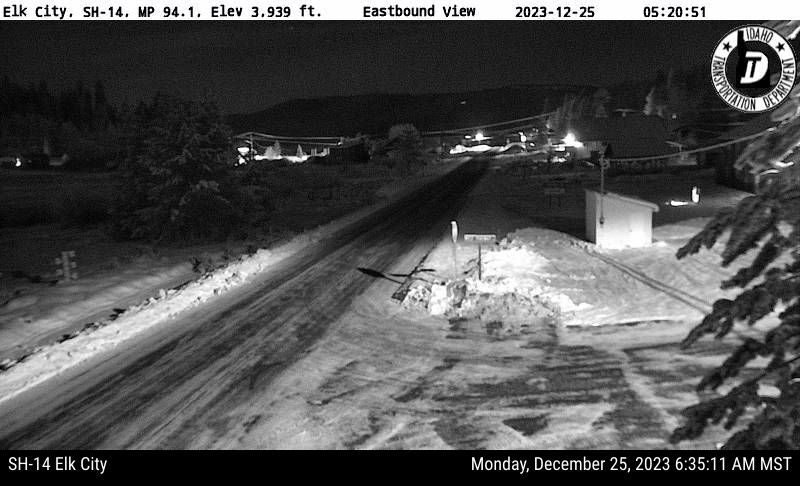 Elk City, SH-14, MP 94.1, Elev 3,939 ft. Eastbound View 2023-12-25 05:20:51
IDAHO
TRANSPORTATION DEPARTMENT
SH-14 Elk City Monday, December 25, 2023 6:35:11 AM MST